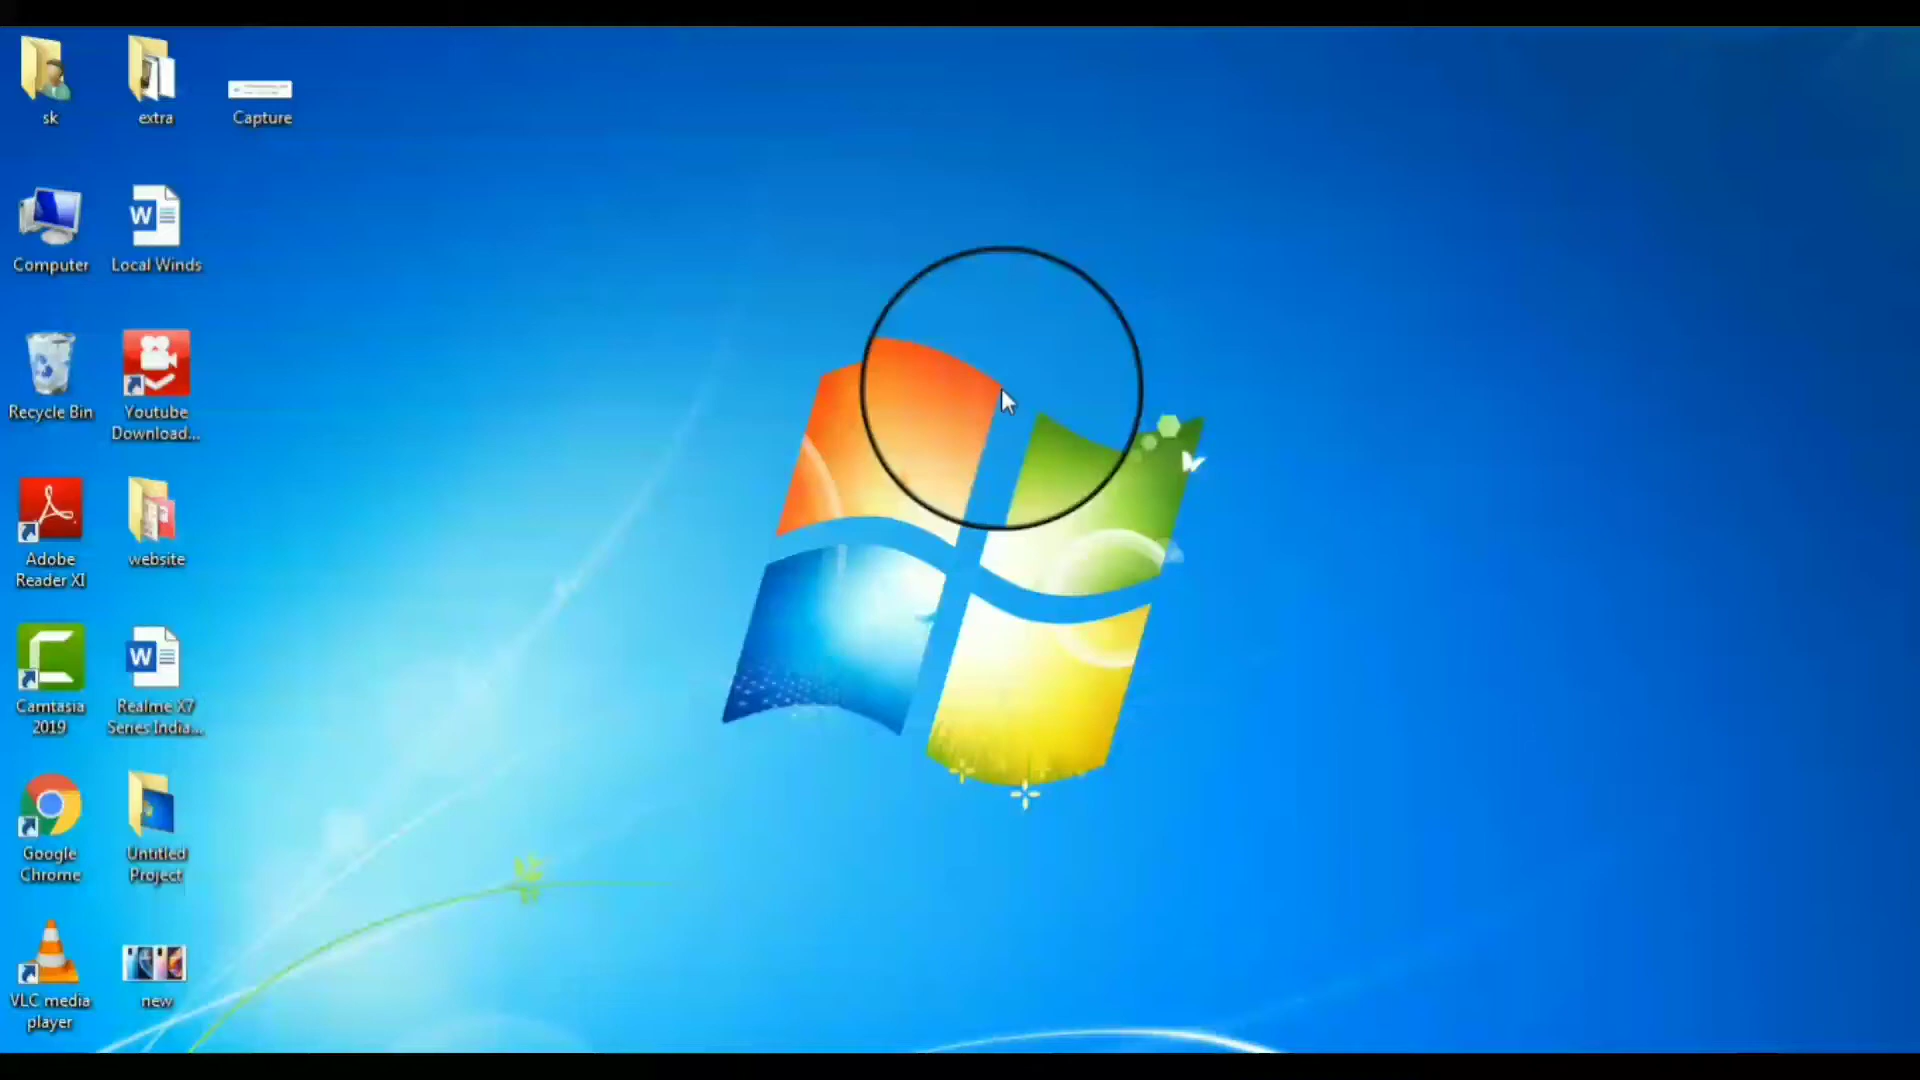 sk
extra
Capture
Computer
Local Winds
Recycle Bin
Youtube
Download...
Adobe
Reader XI
website
Camtasia
2019
Realme X7
Series India...
Google
Chrome
Untitled
Project
VLC media
player
new